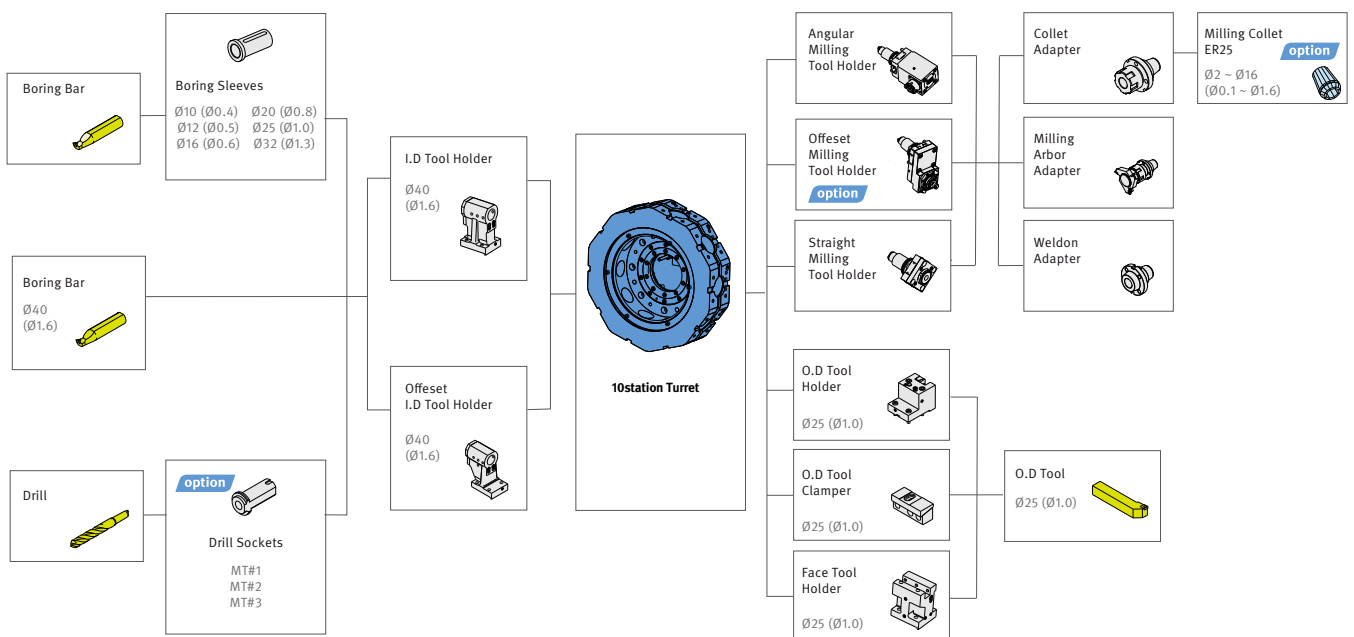 Boring Bar
Boring Sleeves
Ø10 (Ø0.4) Ø20 (Ø0.8)
Ø12 (Ø0.5) Ø25 (Ø1.0)
Ø16 (Ø0.6) Ø32 (Ø1.3)
Boring Bar
Ø40
(Ø1.6)
Drill
option
Drill Sockets
MT#1
MT#2
MT#3
I.D Tool Holder
Ø40
(Ø1.6)
Offeset
I.D Tool Holder
Ø40
(Ø1.6)
10station Turret
Angular
Milling
Tool Holder
Offeset
Milling
Tool Holder
option
Straight
Milling
Tool Holder
O.D Tool
Holder
Ø25 (Ø1.0)
O.D Tool
Clamper
Ø25 (Ø1.0)
Face Tool
Holder
Ø25 (Ø1.0)
Collet
Adapter
Milling
Arbor
Adapter
Weldon
Adapter
O.D Tool
Ø25 (Ø1.0)
Milling Collet
ER25
option
Ø2 ~ Ø16
(Ø0.1 ~ Ø1.6)